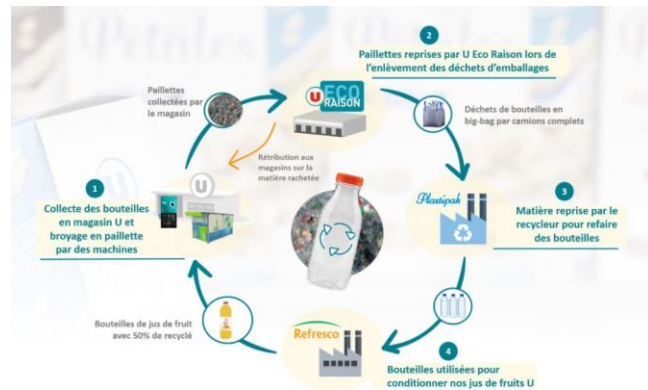 2
Paillettes reprises par U Eco Raison lors de
l'enlèvement des déchets d'emballages
Paillettes
collectées par
le magasin
U ECO
RAISON
Déchets de bouteilles en
big-bag par camions complets
Rétribution aux
magasins sur la
matière rachetée
1
Collecte des bouteilles
en magasin U et
broyage en paillette
par des machines
U
Plastipak
3
Matière reprise par le
recycleur pour refaire
des bouteilles
Bouteilles de jus de fruit
avec 50% de recyclé
Refresco
4
Bouteilles utilisées pour
conditionner nos jus de fruits U